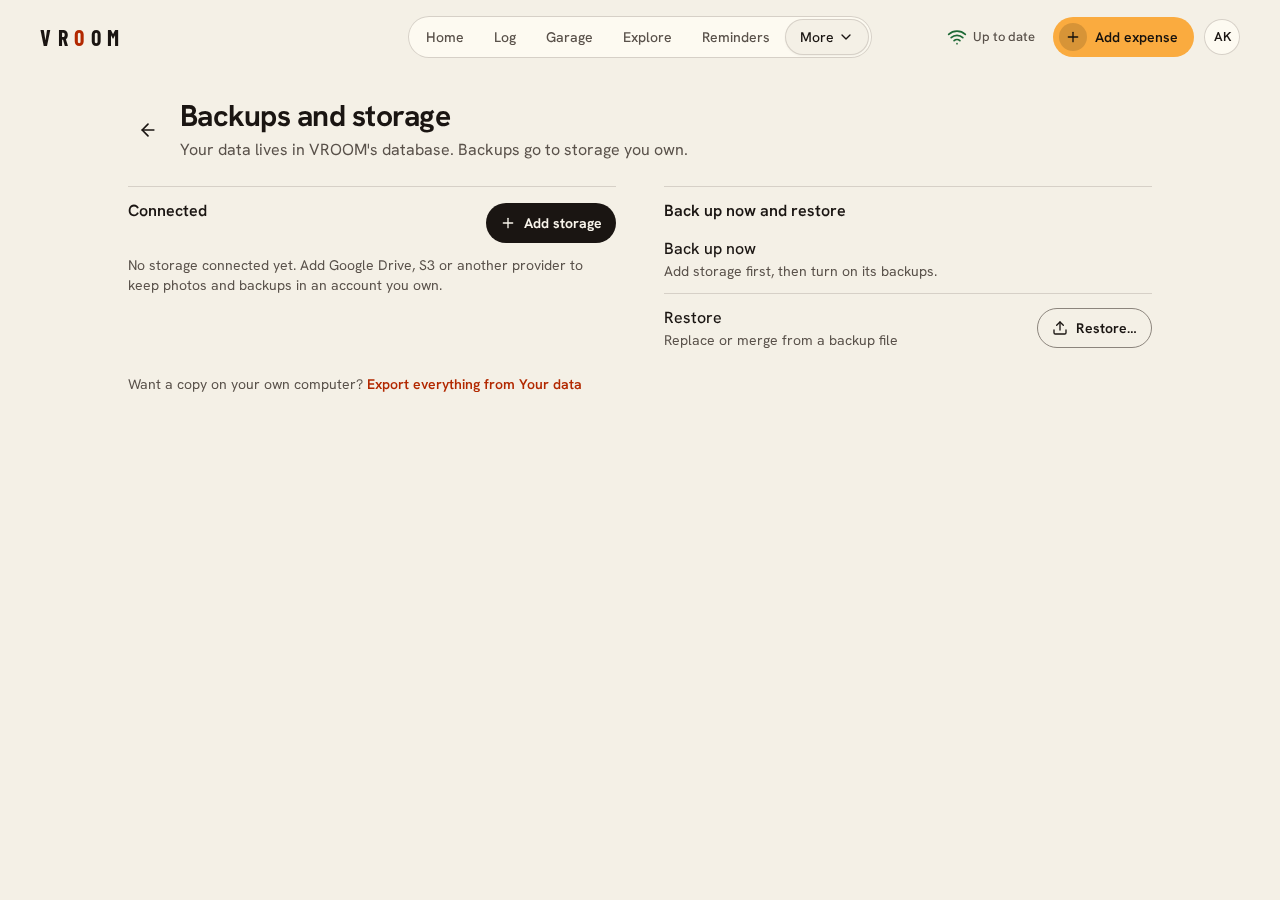 VROOM
Home
Log
Garage
Explore
Reminders
More
Up to date
Add expense
AK
Backups and storage
Your data lives in VROOM's database. Backups go to storage you own.
Connected
Add storage
No storage connected yet. Add Google Drive, S3 or another provider to
keep photos and backups in an account you own.
Back up now and restore
Back up now
Add storage first, then turn on its backups.
Restore
Replace or merge from a backup file
Restore...
Want a copy on your own computer? Export everything from Your data